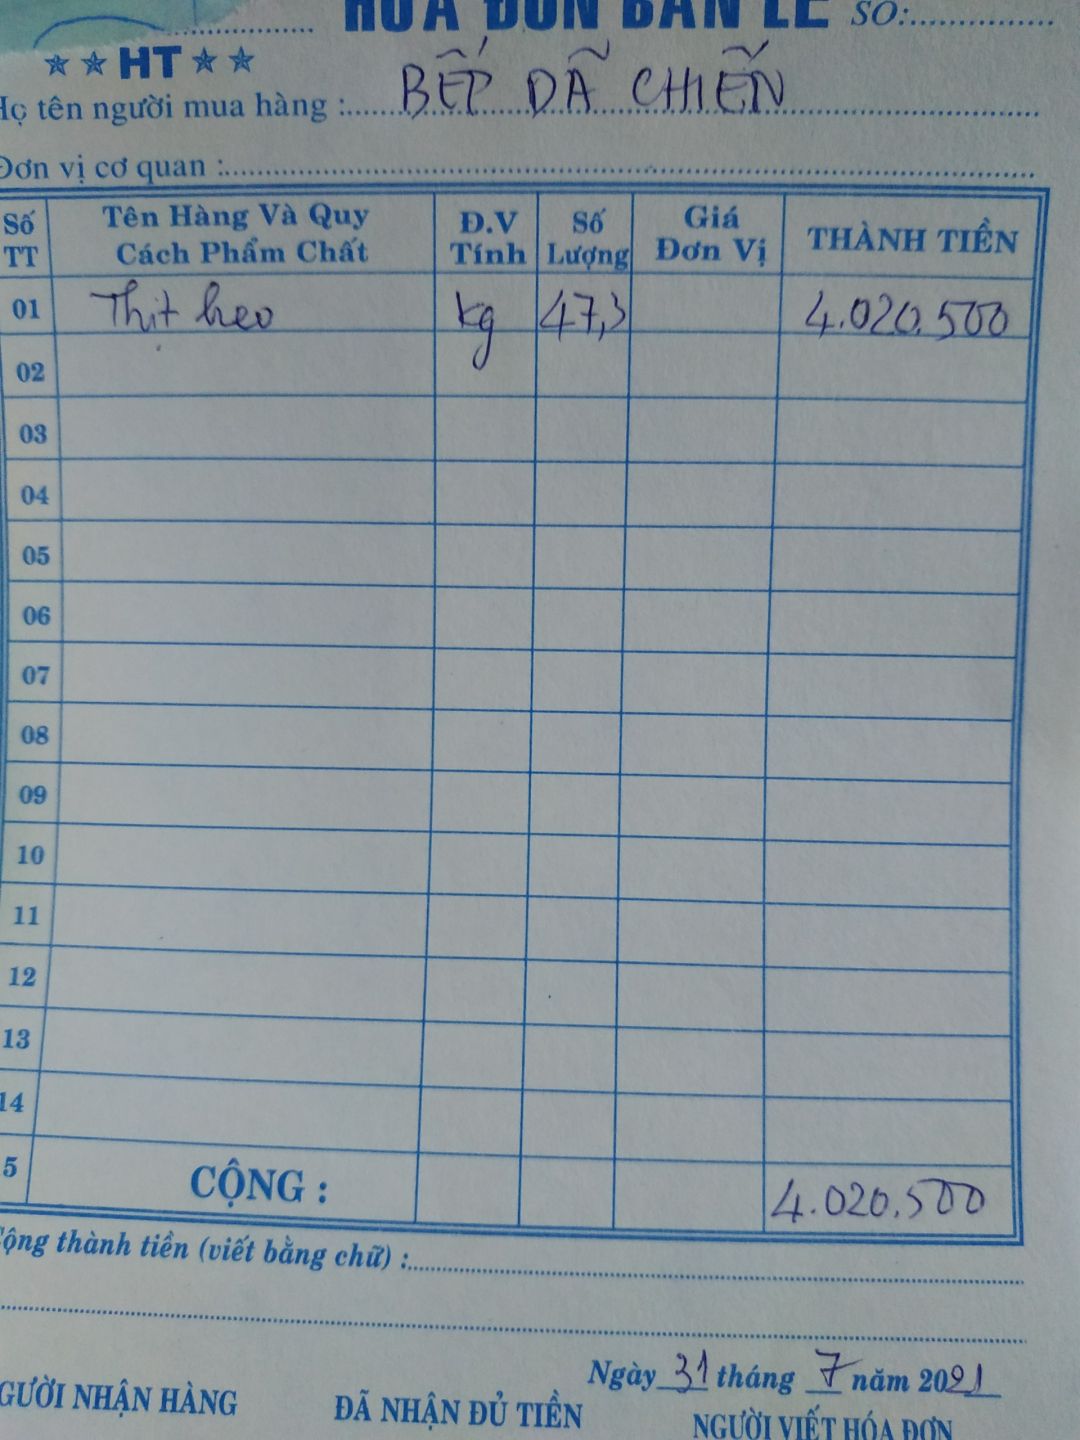 HÓA ĐƠN BÁN LẺ SỐ:
HT
Họ tên người mua hàng : BẾP DÃ CHIẾN
Đơn vị cơ quan :
Số TT Tên Hàng Và Quy Cách Phẩm Chất Đ.V Tính Số Lượng Giá Đơn Vị THÀNH TIỀN
01 Thịt heo kg 47,3 4.020.500
02
03
04
05
06
07
08
09
10
11
12
13
14
5 CỘNG : 4.020.500
Cộng thành tiền (viết bằng chữ) :
Ngày 31 tháng 7 năm 2021
GƯỜI NHẬN HÀNG ĐÃ NHẬN ĐỦ TIỀN NGƯỜI VIẾT HÓA ĐƠN